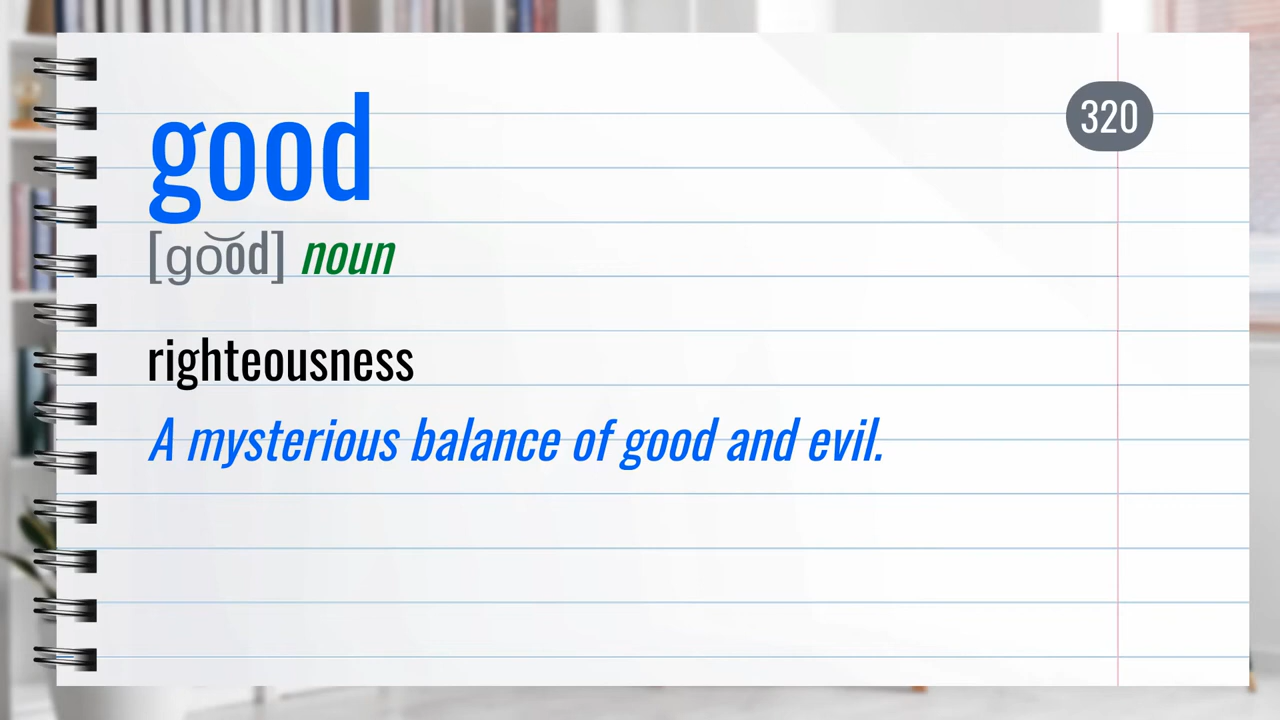 good
320
[go͝od] noun
righteousness
A mysterious balance of good and evil.